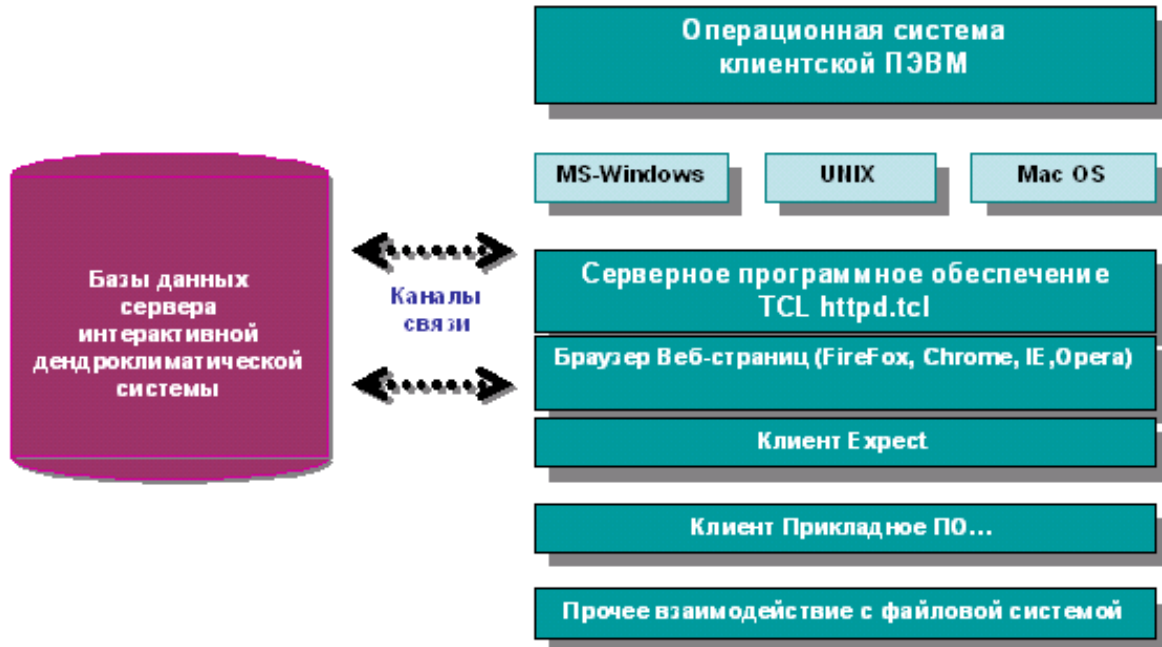 Операционная система
клиентской ПЭВМ
MS-Windows
UNIX
Mac OS
Базы данных
сервера
интерактивной
дендроклиматической
системы
Каналы
связи
Серверное программное обеспечение
TCL httpd.tcl
Браузер Веб-страниц (FireFox, Chrome, IE,Opera)
Клиент Expect
Клиент Прикладное ПО...
Прочее взаимодействие с файловой системой